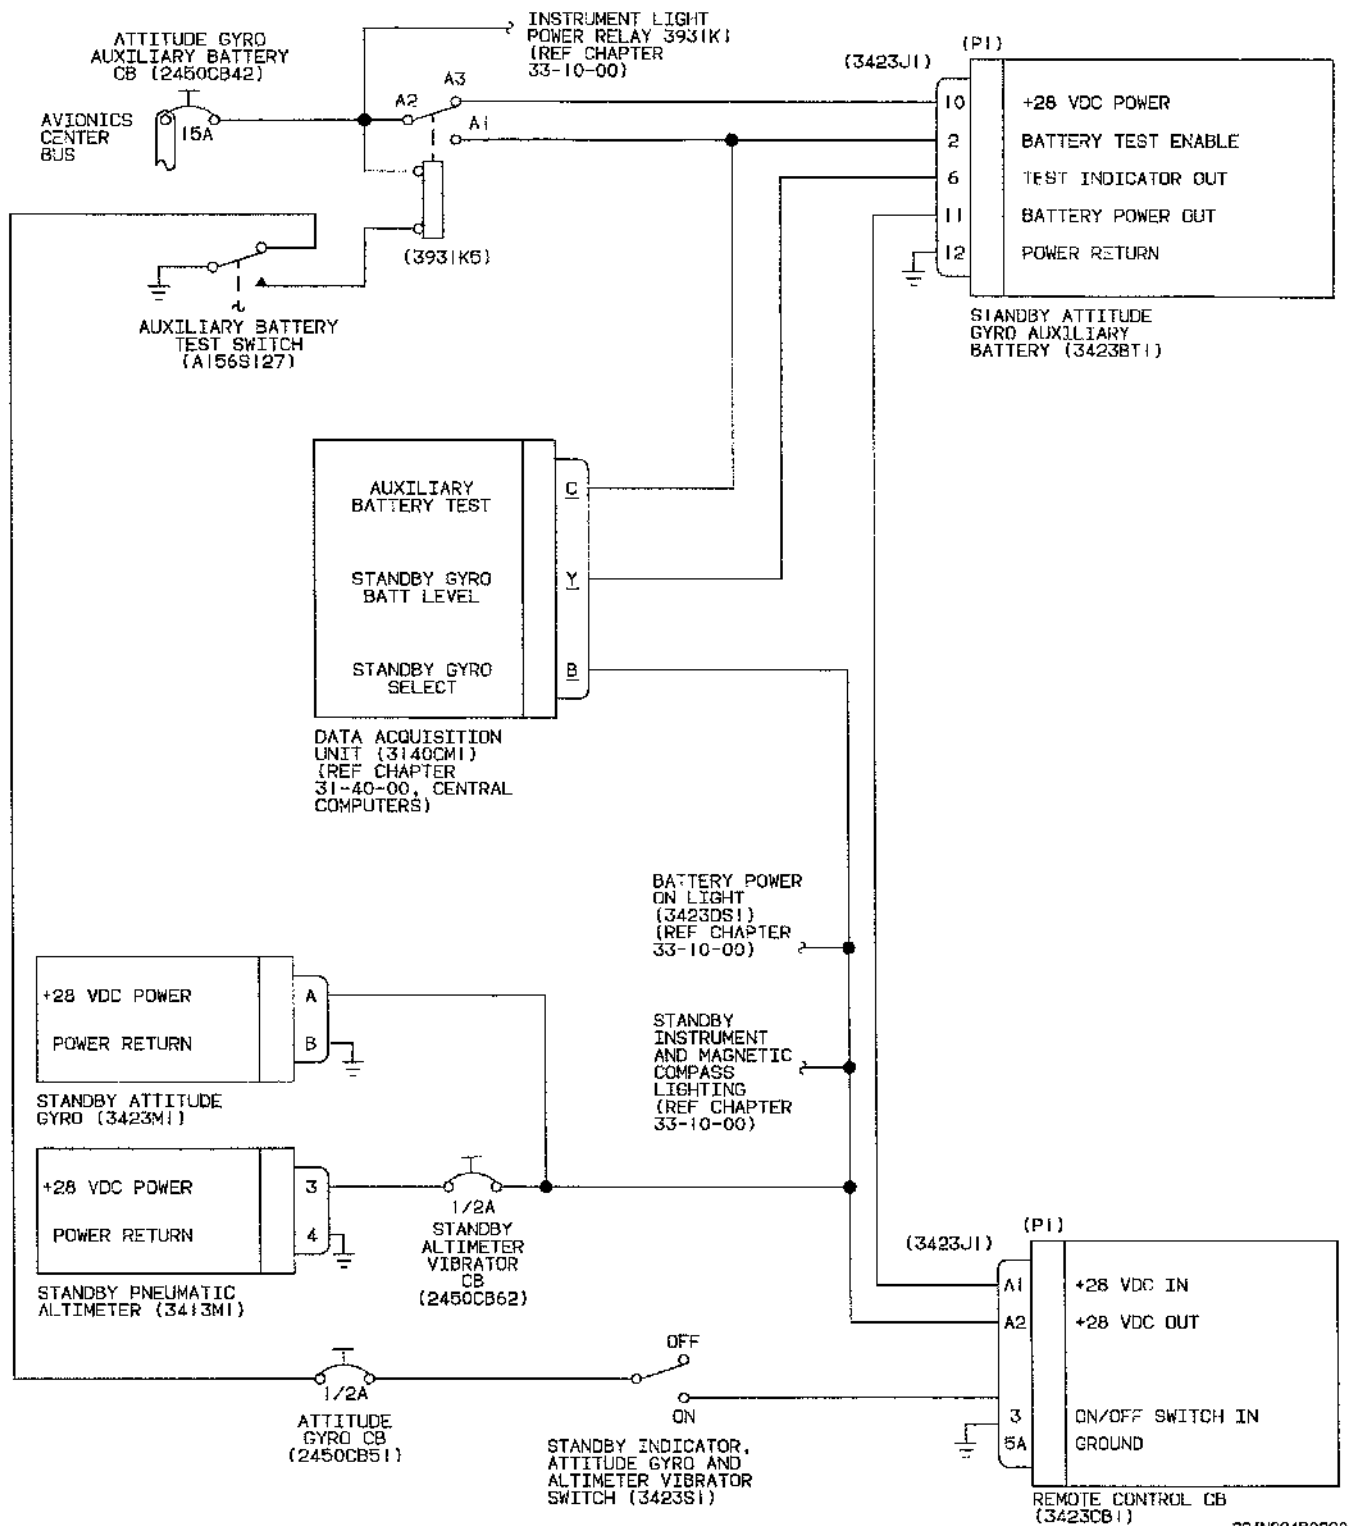 INSTRUMENT LIGHT
POWER RELAY 3931K1
(REF CHAPTER
33-10-00)
ATTITUDE GYRO
AUXILIARY BATTERY
CB (2450CB42)
AVIONICS
CENTER
BUS
15A
A2
A3
A1
(3931K5)
AUXILIARY BATTERY
TEST SWITCH
(A156S127)
(3423J1)
(P1)
10 +28 VDC POWER
2 BATTERY TEST ENABLE
6 TEST INDICATOR OUT
11 BATTERY POWER OUT
12 POWER RETURN
STANDBY ATTITUDE
GYRO AUXILIARY
BATTERY (3423BT1)
AUXILIARY
BATTERY TEST
C
STANDBY GYRO
BATT LEVEL
Y
STANDBY GYRO
SELECT
B
DATA ACQUISITION
UNIT (3140CM1)
(REF CHAPTER
31-40-00, CENTRAL
COMPUTERS)
BATTERY POWER
ON LIGHT
(3423DS1)
(REF CHAPTER
33-10-00)
STANDBY
INSTRUMENT
AND MAGNETIC
COMPASS
LIGHTING
(REF CHAPTER
33-10-00)
+28 VDC POWER A
POWER RETURN B
STANDBY ATTITUDE
GYRO (3423M1)
+28 VDC POWER 3
POWER RETURN 4
STANDBY PNEUMATIC
ALTIMETER (3413M1)
1/2A
STANDBY
ALTIMETER
VIBRATOR
CB
(2450CB62)
1/2A
ATTITUDE
GYRO CB
(2450CB51)
OFF
ON
STANDBY INDICATOR,
ATTITUDE GYRO AND
ALTIMETER VIBRATOR
SWITCH (3423S1)
(3423J1)
(P1)
A1 +28 VDC IN
A2 +28 VDC OUT
3 ON/OFF SWITCH IN
5A GROUND
REMOTE CONTROL CB
(3423CB1)